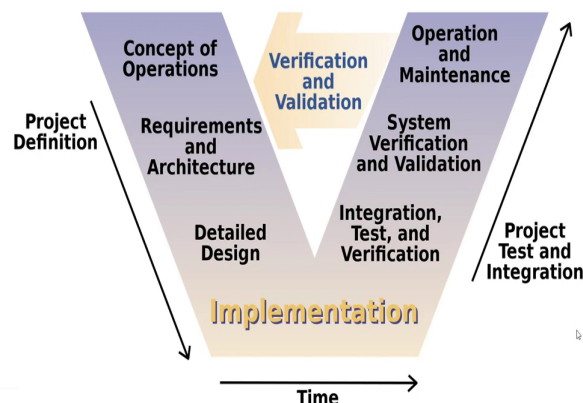 Concept of
Operations
Verification
and
Validation
Operation
and
Maintenance
Project
Definition
Requirements
and
Architecture
System
Verification
and Validation
Detailed
Design
Integration,
Test, and
Verification
Project
Test and
Integration
Implementation
Time